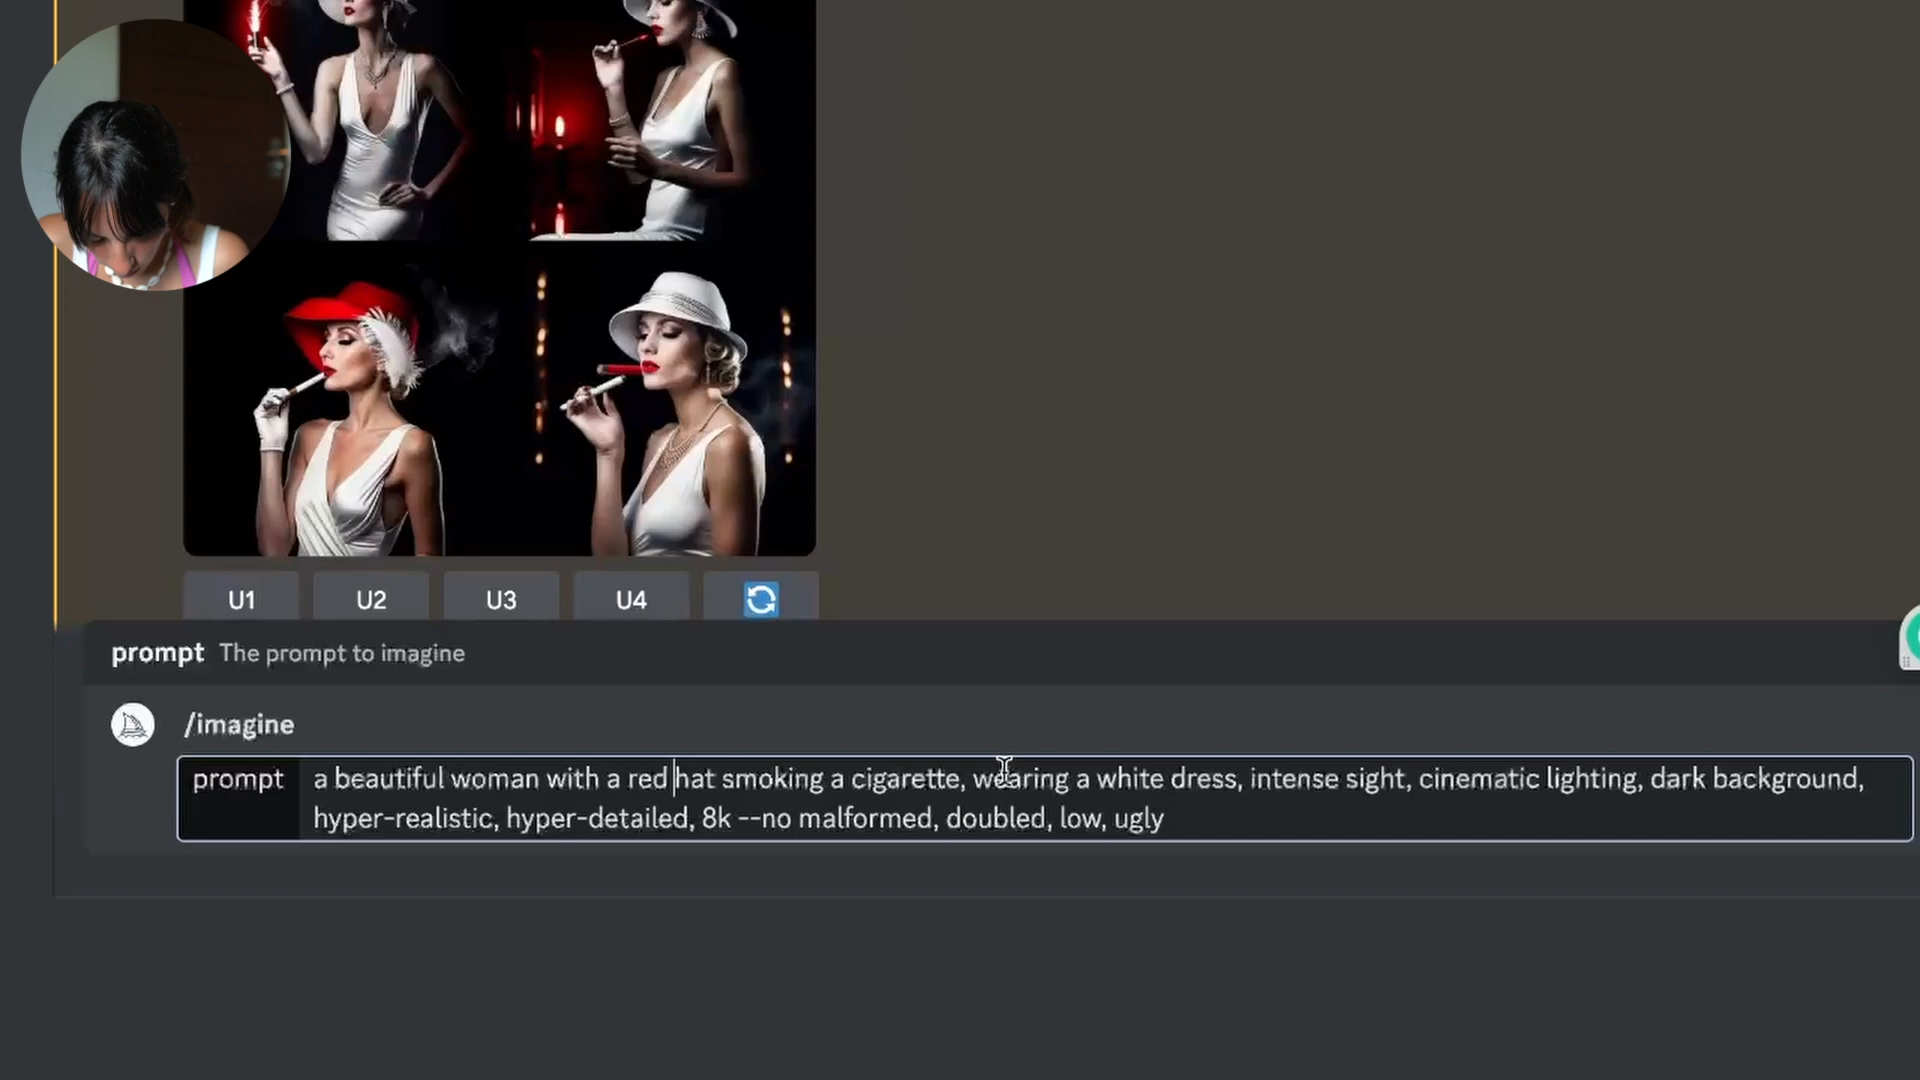 U1 U2 U3 U4
prompt The prompt to imagine
/imagine
prompt a beautiful woman with a red hat smoking a cigarette, wearing a white dress, intense sight, cinematic lighting, dark background,
hyper-realistic, hyper-detailed, 8k --no malformed, doubled, low, ugly